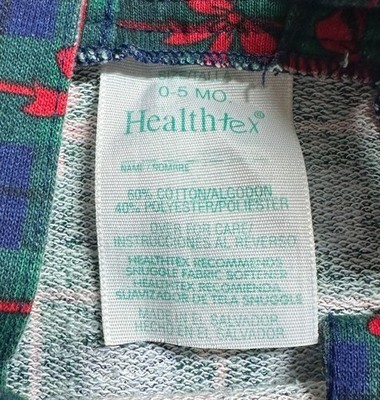 SIZE/TALLA
0-5 MO.
Healthtex®
NAME / NOMBRE
60% COTTON/ALGODON
40% POLYESTER/POLIESTER
OVER FOR CARE/
INSTRUCCIONES AL REVERSO
HEALTHTEX RECOMMENDS
SNUGGLE FABRIC SOFTENER
HEALTHTEX RECOMIENDA
SUAVIZADOR DE TELA SNUGGLE
MADE IN EL SALVADOR
HECHO EN EL SALVADOR